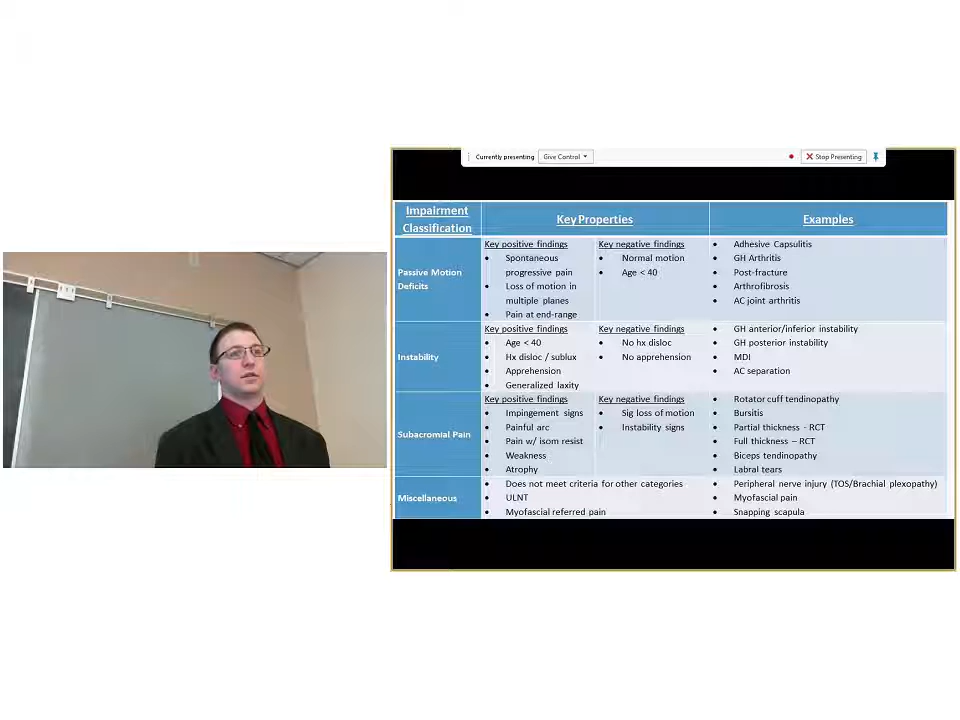 Currently presenting Give Control Stop Presenting
Impairment Classification Key Properties Examples
Passive Motion Deficits
Key positive findings
Spontaneous progressive pain
Loss of motion in multiple planes
Pain at end-range
Key negative findings
Normal motion
Age < 40
Adhesive Capsulitis
GH Arthritis
Post-fracture
Arthrofibrosis
AC joint arthritis
Instability
Key positive findings
Age < 40
Hx disloc / sublux
Apprehension
Generalized laxity
Key negative findings
No hx disloc
No apprehension
GH anterior/inferior instability
GH posterior instability
MDI
AC separation
Subacromial Pain
Key positive findings
Impingement signs
Painful arc
Pain w/ isom resist
Weakness
Atrophy
Key negative findings
Sig loss of motion
Instability signs
Rotator cuff tendinopathy
Bursitis
Partial thickness - RCT
Full thickness – RCT
Biceps tendinopathy
Labral tears
Miscellaneous
Does not meet criteria for other categories
ULNT
Myofascial referred pain
Peripheral nerve injury (TOS/Brachial plexopathy)
Myofascial pain
Snapping scapula